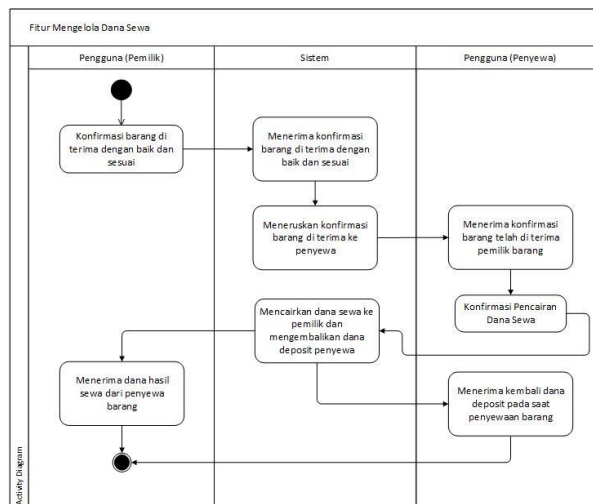 Fitur Mengelola Dana Sewa
Pengguna (Pemilik)
Sistem
Pengguna (Penyewa)
Konfirmasi barang di
terima dengan baik dan
sesuai
Menerima konfirmasi
barang di terima dengan
baik dan sesuai
Meneruskan konfirmasi
barang di terima ke
penyewa
Menerima konfirmasi
barang telah di terima
pemilik barang
Konfirmasi Pencairan
Dana Sewa
Mencairkan dana sewa ke
pemilik dan
mengembalikan dana
deposit penyewa
Menerima dana hasil
sewa dari penyewa
barang
Menerima kembali dana
deposit pada saat
penyewaan barang
Activity Diagram